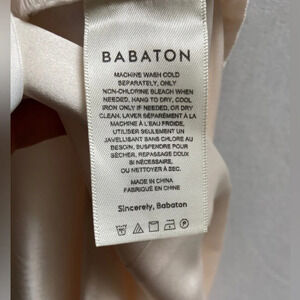 BABATON
MACHINE WASH COLD
SEPARATELY, ONLY
NON-CHLORINE BLEACH WHEN
NEEDED, HANG TO DRY, COOL
IRON ONLY IF NEEDED, OR DRY
CLEAN. LAVER SÉPARÉMENT À LA
MACHINE À L'EAU FROIDE,
UTILISER SEULEMENT UN
JAVELLISANT SANS CHLORE AU
BESOIN, SUSPENDRE POUR
SÉCHER, REPASSAGE DOUX
SI NÉCESSAIRE,
OU NETTOYER À SEC.
MADE IN CHINA
FABRIQUÉ EN CHINE
Sincerely, Babaton